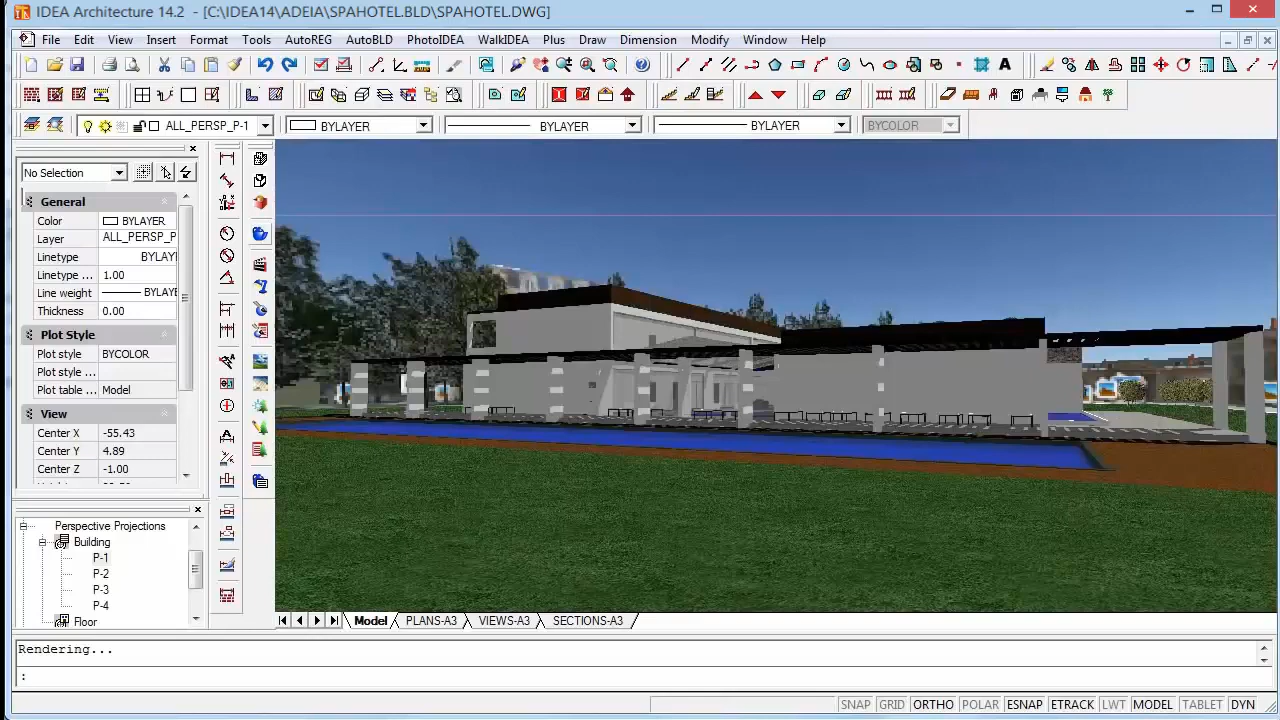 IDEA Architecture 14.2 - [C:\IDEA14\ADEIA\SPAHOTEL.BLD\SPAHOTEL.DWG]
File Edit View Insert Format Tools AutoREG AutoBLD PhotoIDEA WalkIDEA Plus Draw Dimension Modify Window Help
ALL_PERSP_P-1 BYLAYER BYLAYER BYLAYER BYCOLOR
No Selection
General
Color BYLAYER
Layer ALL_PERSP_P
Linetype BYLAY
Linetype ... 1.00
Line weight BYLAYE
Thickness 0.00
Plot Style
Plot style BYCOLOR
Plot style ...
Plot table ... Model
View
Center X -55.43
Center Y 4.89
Center Z -1.00
Perspective Projections
Building
P-1
P-2
P-3
P-4
Floor
Model PLANS-A3 VIEWS-A3 SECTIONS-A3
Rendering...
:
SNAP GRID ORTHO POLAR ESNAP ETRACK LWT MODEL TABLET DYN